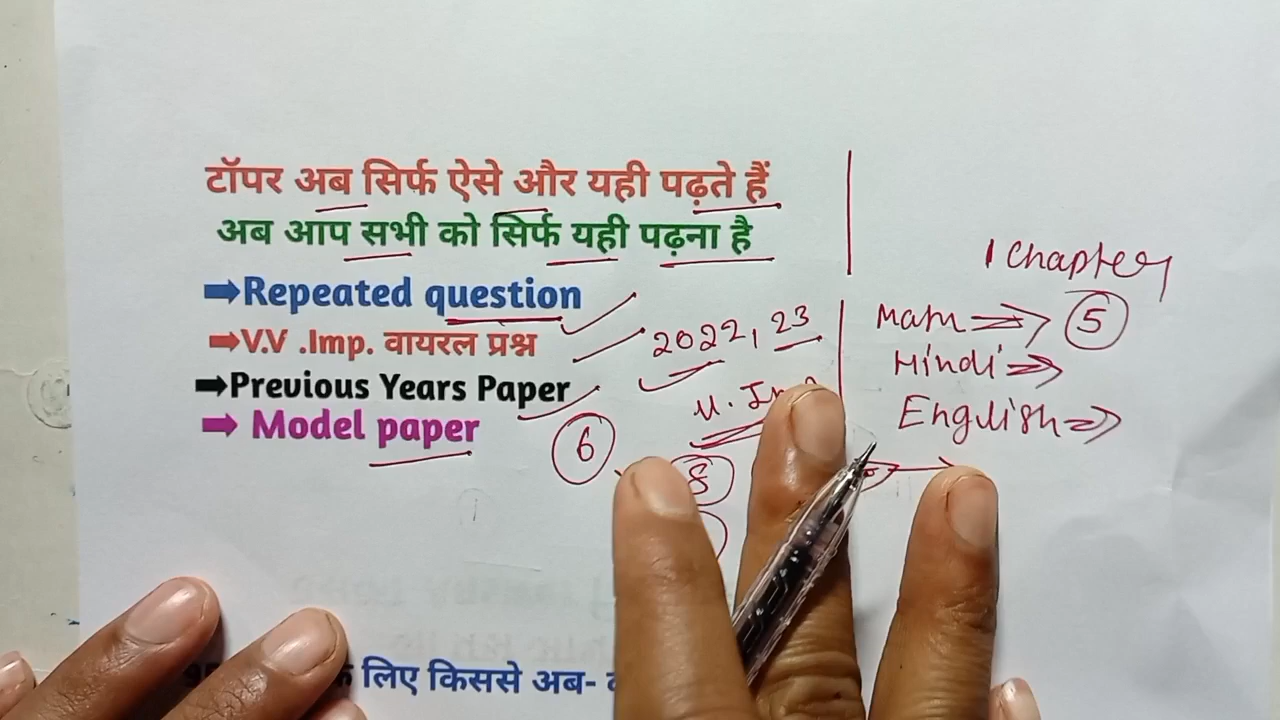 टॉपर अब सिर्फ ऐसे और यही पढ़ते हैं
अब आप सभी को सिर्फ यही पढ़ना है
➡Repeated question
➡V.V .Imp. वायरल प्रश्न
➡Previous Years Paper
➡ Model paper
2022, 23
6
8
1 Chapter
Math ⇒ 5
Hindi ⇒
English ⇒
लिए किससे अब-